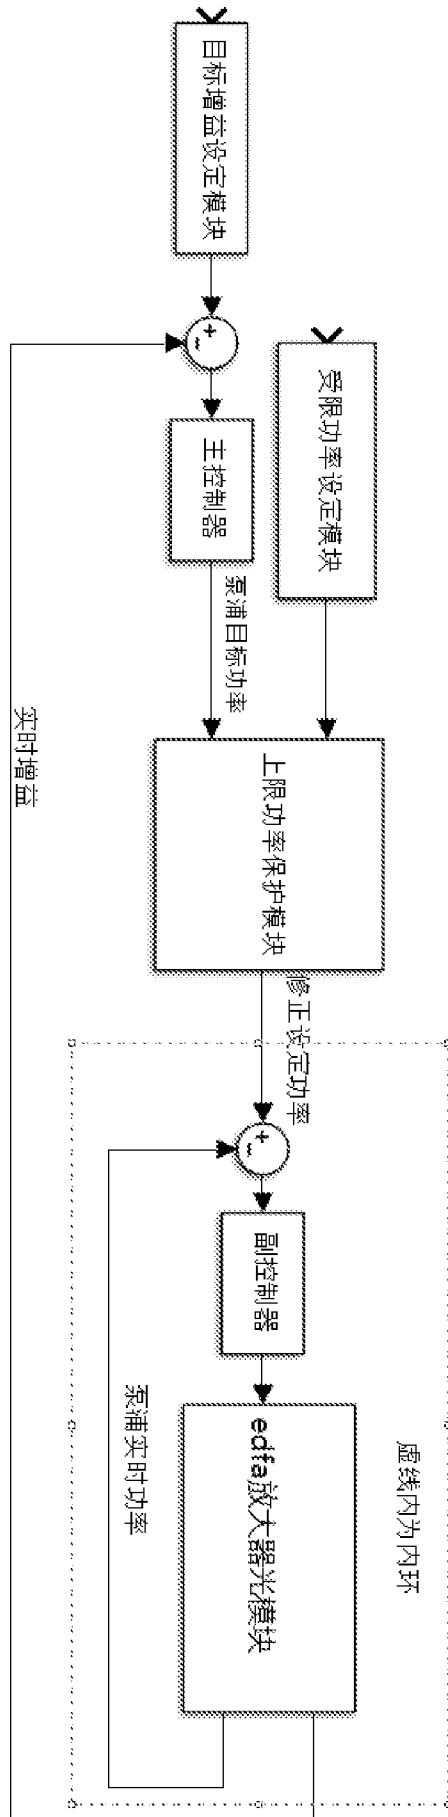 目标增益设定模块
+
-
受限功率设定模块
主控制器
泵浦目标功率
实时增益
上限功率保护模块
修正设定功率
+
-
副控制器
泵浦实时功率
edfa放大器光模块
虚线内为内环